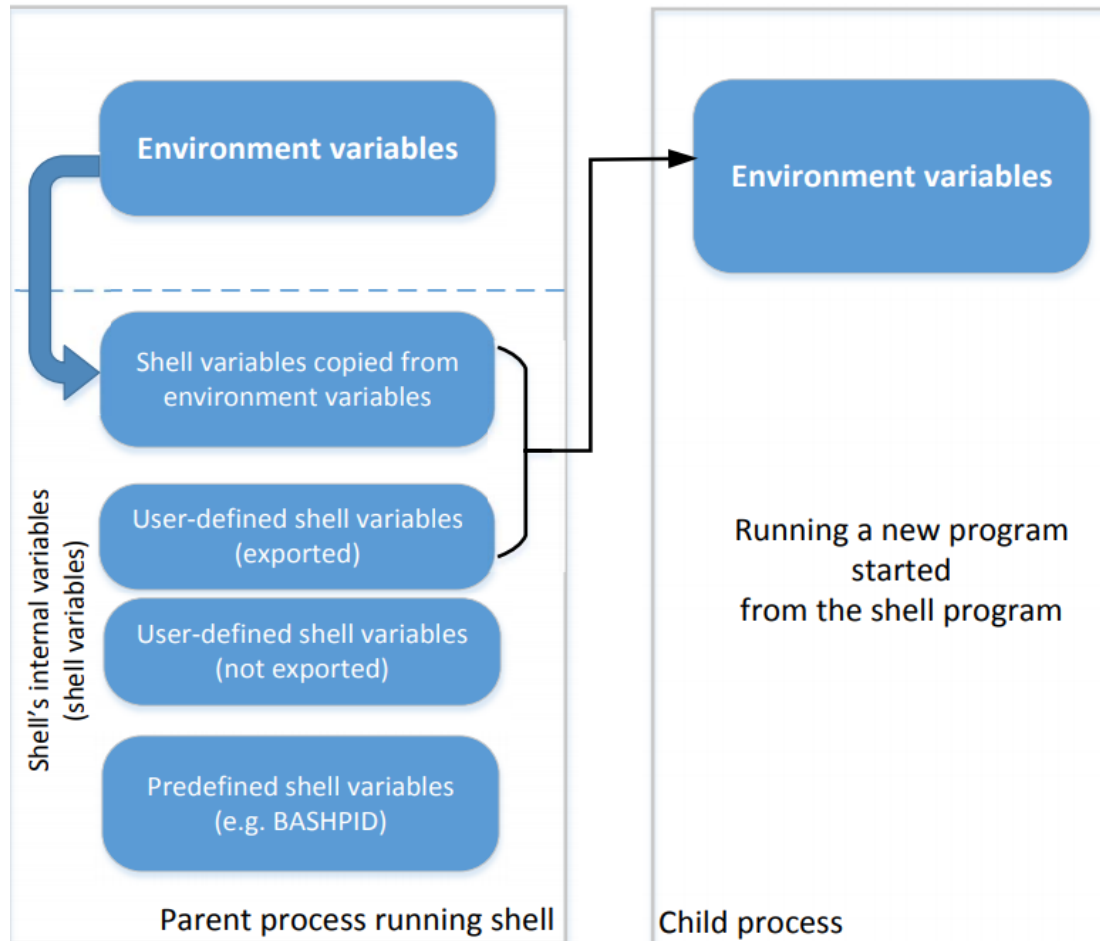 Environment variables
Shell variables copied from
environment variables
User-defined shell variables
(exported)
User-defined shell variables
(not exported)
Predefined shell variables
(e.g. BASHPID)
Shell’s internal variables
(shell variables)
Parent process running shell
Environment variables
Running a new program
started
from the shell program
Child process